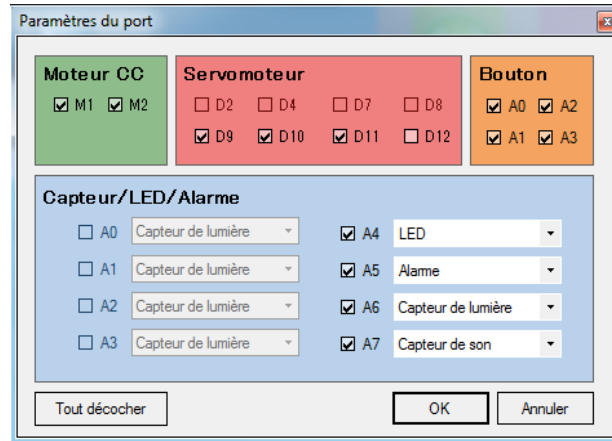 Paramètres du port
Moteur CC
M1 M2
Servomoteur
D2 D4 D7 D8
D9 D10 D11 D12
Bouton
A0 A2
A1 A3
Capteur/LED/Alarme
A0 Capteur de lumière
A1 Capteur de lumière
A2 Capteur de lumière
A3 Capteur de lumière
A4 LED
A5 Alarme
A6 Capteur de lumière
A7 Capteur de son
Tout décocher
OK
Annuler